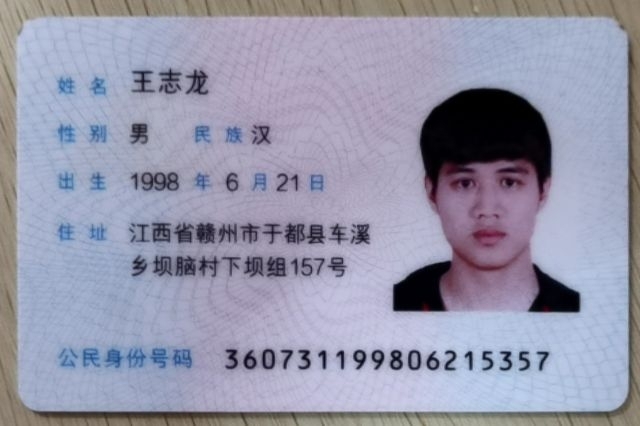 姓名 王志龙
性别 男 民族 汉
出生 1998 年 6 月 21 日
住址 江西省赣州市于都县车溪
乡坝脑村下坝组157号
公民身份号码 360731199806215357